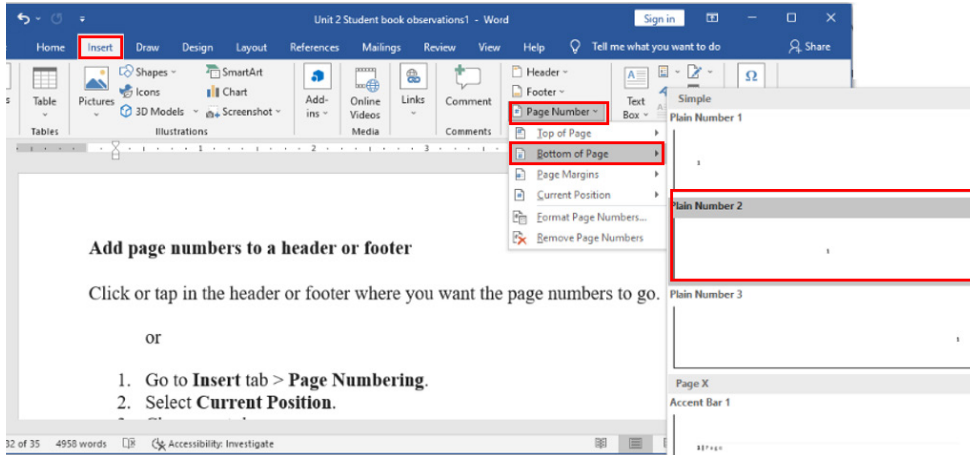 Unit 2 Student book observations1 - Word
Sign in
Home Insert Draw Design Layout References Mailings Review View Help Tell me what you want to do Share
Table
Tables
Pictures
Shapes
Icons
3D Models
SmartArt
Chart
Screenshot
Illustrations
Add-
ins
Online
Videos
Media
Links
Comment
Comments
Header
Footer
Page Number
Text
Box
Ω
Top of Page
Bottom of Page
Page Margins
Current Position
Format Page Numbers...
Remove Page Numbers
Simple
Plain Number 1
1
Plain Number 2
1
Plain Number 3
1
Page X
Accent Bar 1
1 2 3
Add page numbers to a header or footer
Click or tap in the header or footer where you want the page numbers to go.
or
1. Go to Insert tab > Page Numbering.
2. Select Current Position.
32 of 35 4958 words Accessibility: Investigate